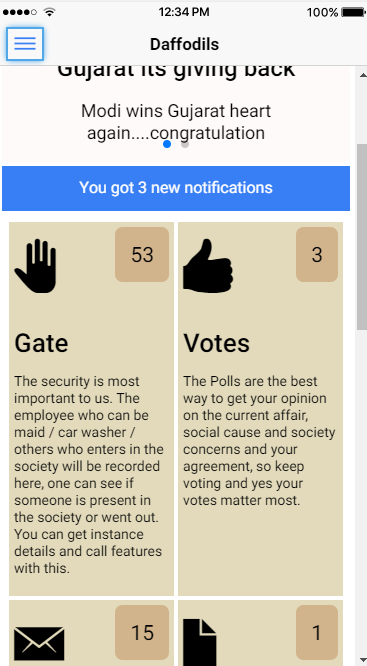 12:34 PM
100%
Daffodils
Gujarat its giving back
Modi wins Gujarat heart
again....congratulation
You got 3 new notifications
53
3
Gate
Votes
The security is most
important to us. The
employee who can be
maid / car washer /
others who enters in the
society will be recorded
here, one can see if
someone is present in
the society or went out.
You can get instance
details and call features
with this.
The Polls are the best
way to get your opinion
on the current affair,
social cause and society
concerns and your
agreement, so keep
voting and yes your
votes matter most.
15
1